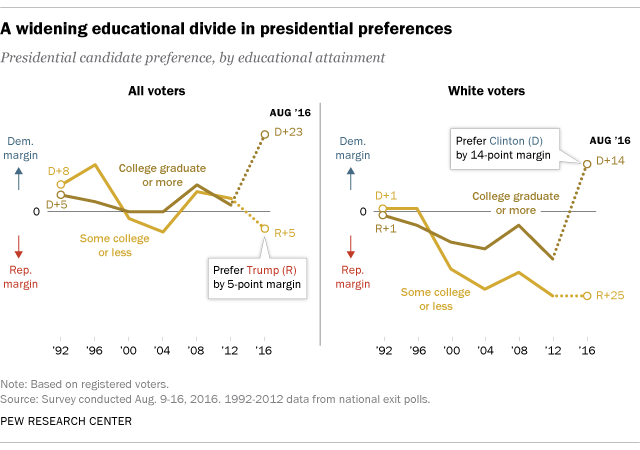 A widening educational divide in presidential preferences
Presidential candidate preference, by educational attainment
All voters
AUG ’16
Dem.
margin
D+23
D+8
College graduate
or more
D+5
0
Some college
or less
R+5
Rep.
margin
Prefer Trump (R)
by 5-point margin
’92 ’96 ’00 ’04 ’08 ’12 ’16
White voters
AUG ’16
Dem.
margin
Prefer Clinton (D)
by 14-point margin
D+14
D+1
College graduate
or more
0
R+1
Rep.
margin
Some college
or less
R+25
’92 ’96 ’00 ’04 ’08 ’12 ’16
Note: Based on registered voters.
Source: Survey conducted Aug. 9-16, 2016. 1992-2012 data from national exit polls.
PEW RESEARCH CENTER